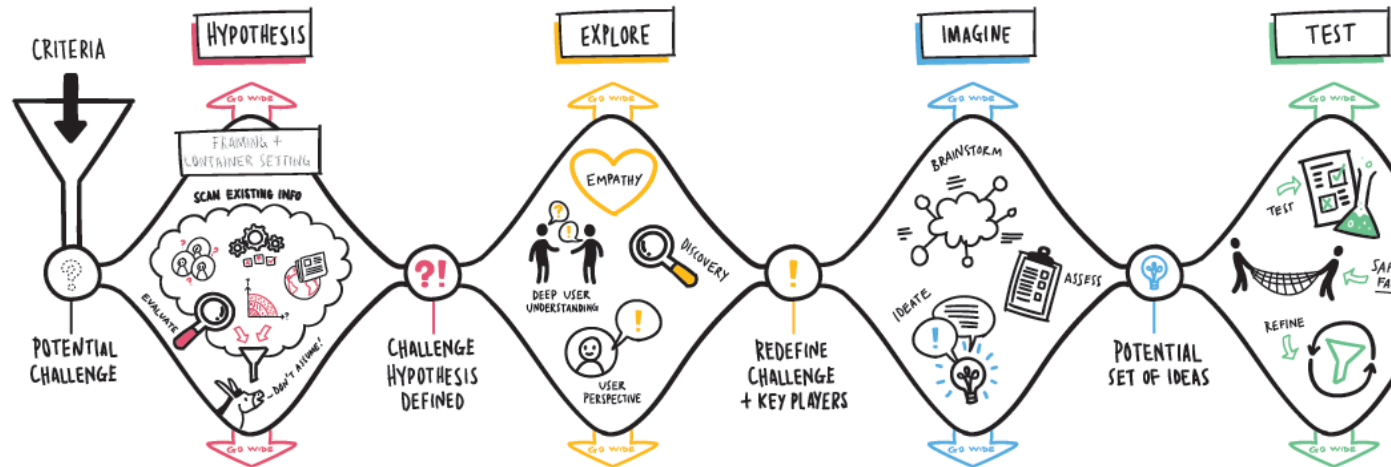 CRITERIA
HYPOTHESIS
EXPLORE
IMAGINE
TEST
GO WIDE
GO WIDE
GO WIDE
GO WIDE
FRAMING +
CONTAINER SETTING
SCAN EXISTING INFO
?
?
?
?
EVALUATE
DON'T ASSUME!
?
POTENTIAL
CHALLENGE
?!
CHALLENGE
HYPOTHESIS
DEFINED
EMPATHY
?
!
DEEP USER
UNDERSTANDING
DISCOVERY
!
USER
PERSPECTIVE
!
REDEFINE
CHALLENGE
+ KEY PLAYERS
BRAINSTORM
ASSESS
IDEATE
!
POTENTIAL
SET OF IDEAS
TEST
REFINE
GO WIDE
GO WIDE
GO WIDE
GO WIDE